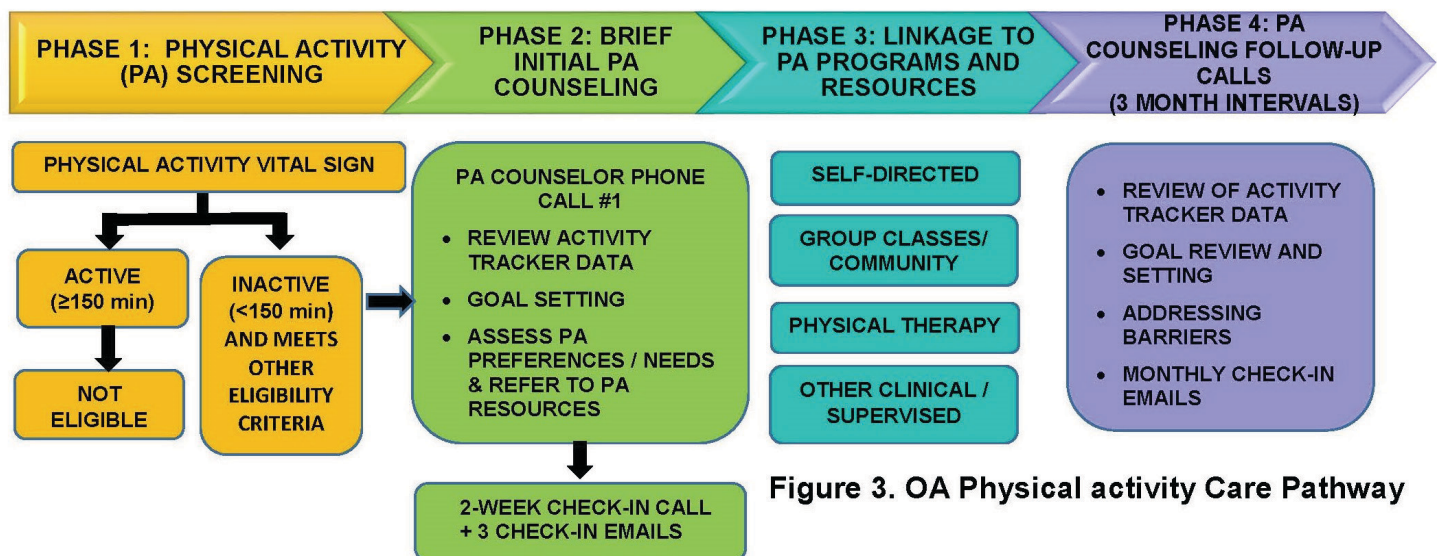 PHASE 1: PHYSICAL ACTIVITY
(PA) SCREENING
PHASE 2: BRIEF
INITIAL PA
COUNSELING
PHASE 3: LINKAGE TO
PA PROGRAMS AND
RESOURCES
PHASE 4: PA
COUNSELING FOLLOW-UP
CALLS
(3 MONTH INTERVALS)
PHYSICAL ACTIVITY VITAL SIGN
ACTIVE
(≥150 min)
NOT
ELIGIBLE
INACTIVE
(<150 min)
AND MEETS
OTHER
ELIGIBILITY
CRITERIA
PA COUNSELOR PHONE
CALL #1
• REVIEW ACTIVITY
TRACKER DATA
• GOAL SETTING
• ASSESS PA
PREFERENCES / NEEDS
& REFER TO PA
RESOURCES
2-WEEK CHECK-IN CALL
+ 3 CHECK-IN EMAILS
SELF-DIRECTED
GROUP CLASSES/
COMMUNITY
PHYSICAL THERAPY
OTHER CLINICAL /
SUPERVISED
• REVIEW OF ACTIVITY
TRACKER DATA
• GOAL REVIEW AND
SETTING
• ADDRESSING
BARRIERS
• MONTHLY CHECK-IN
EMAILS
Figure 3. OA Physical activity Care Pathway